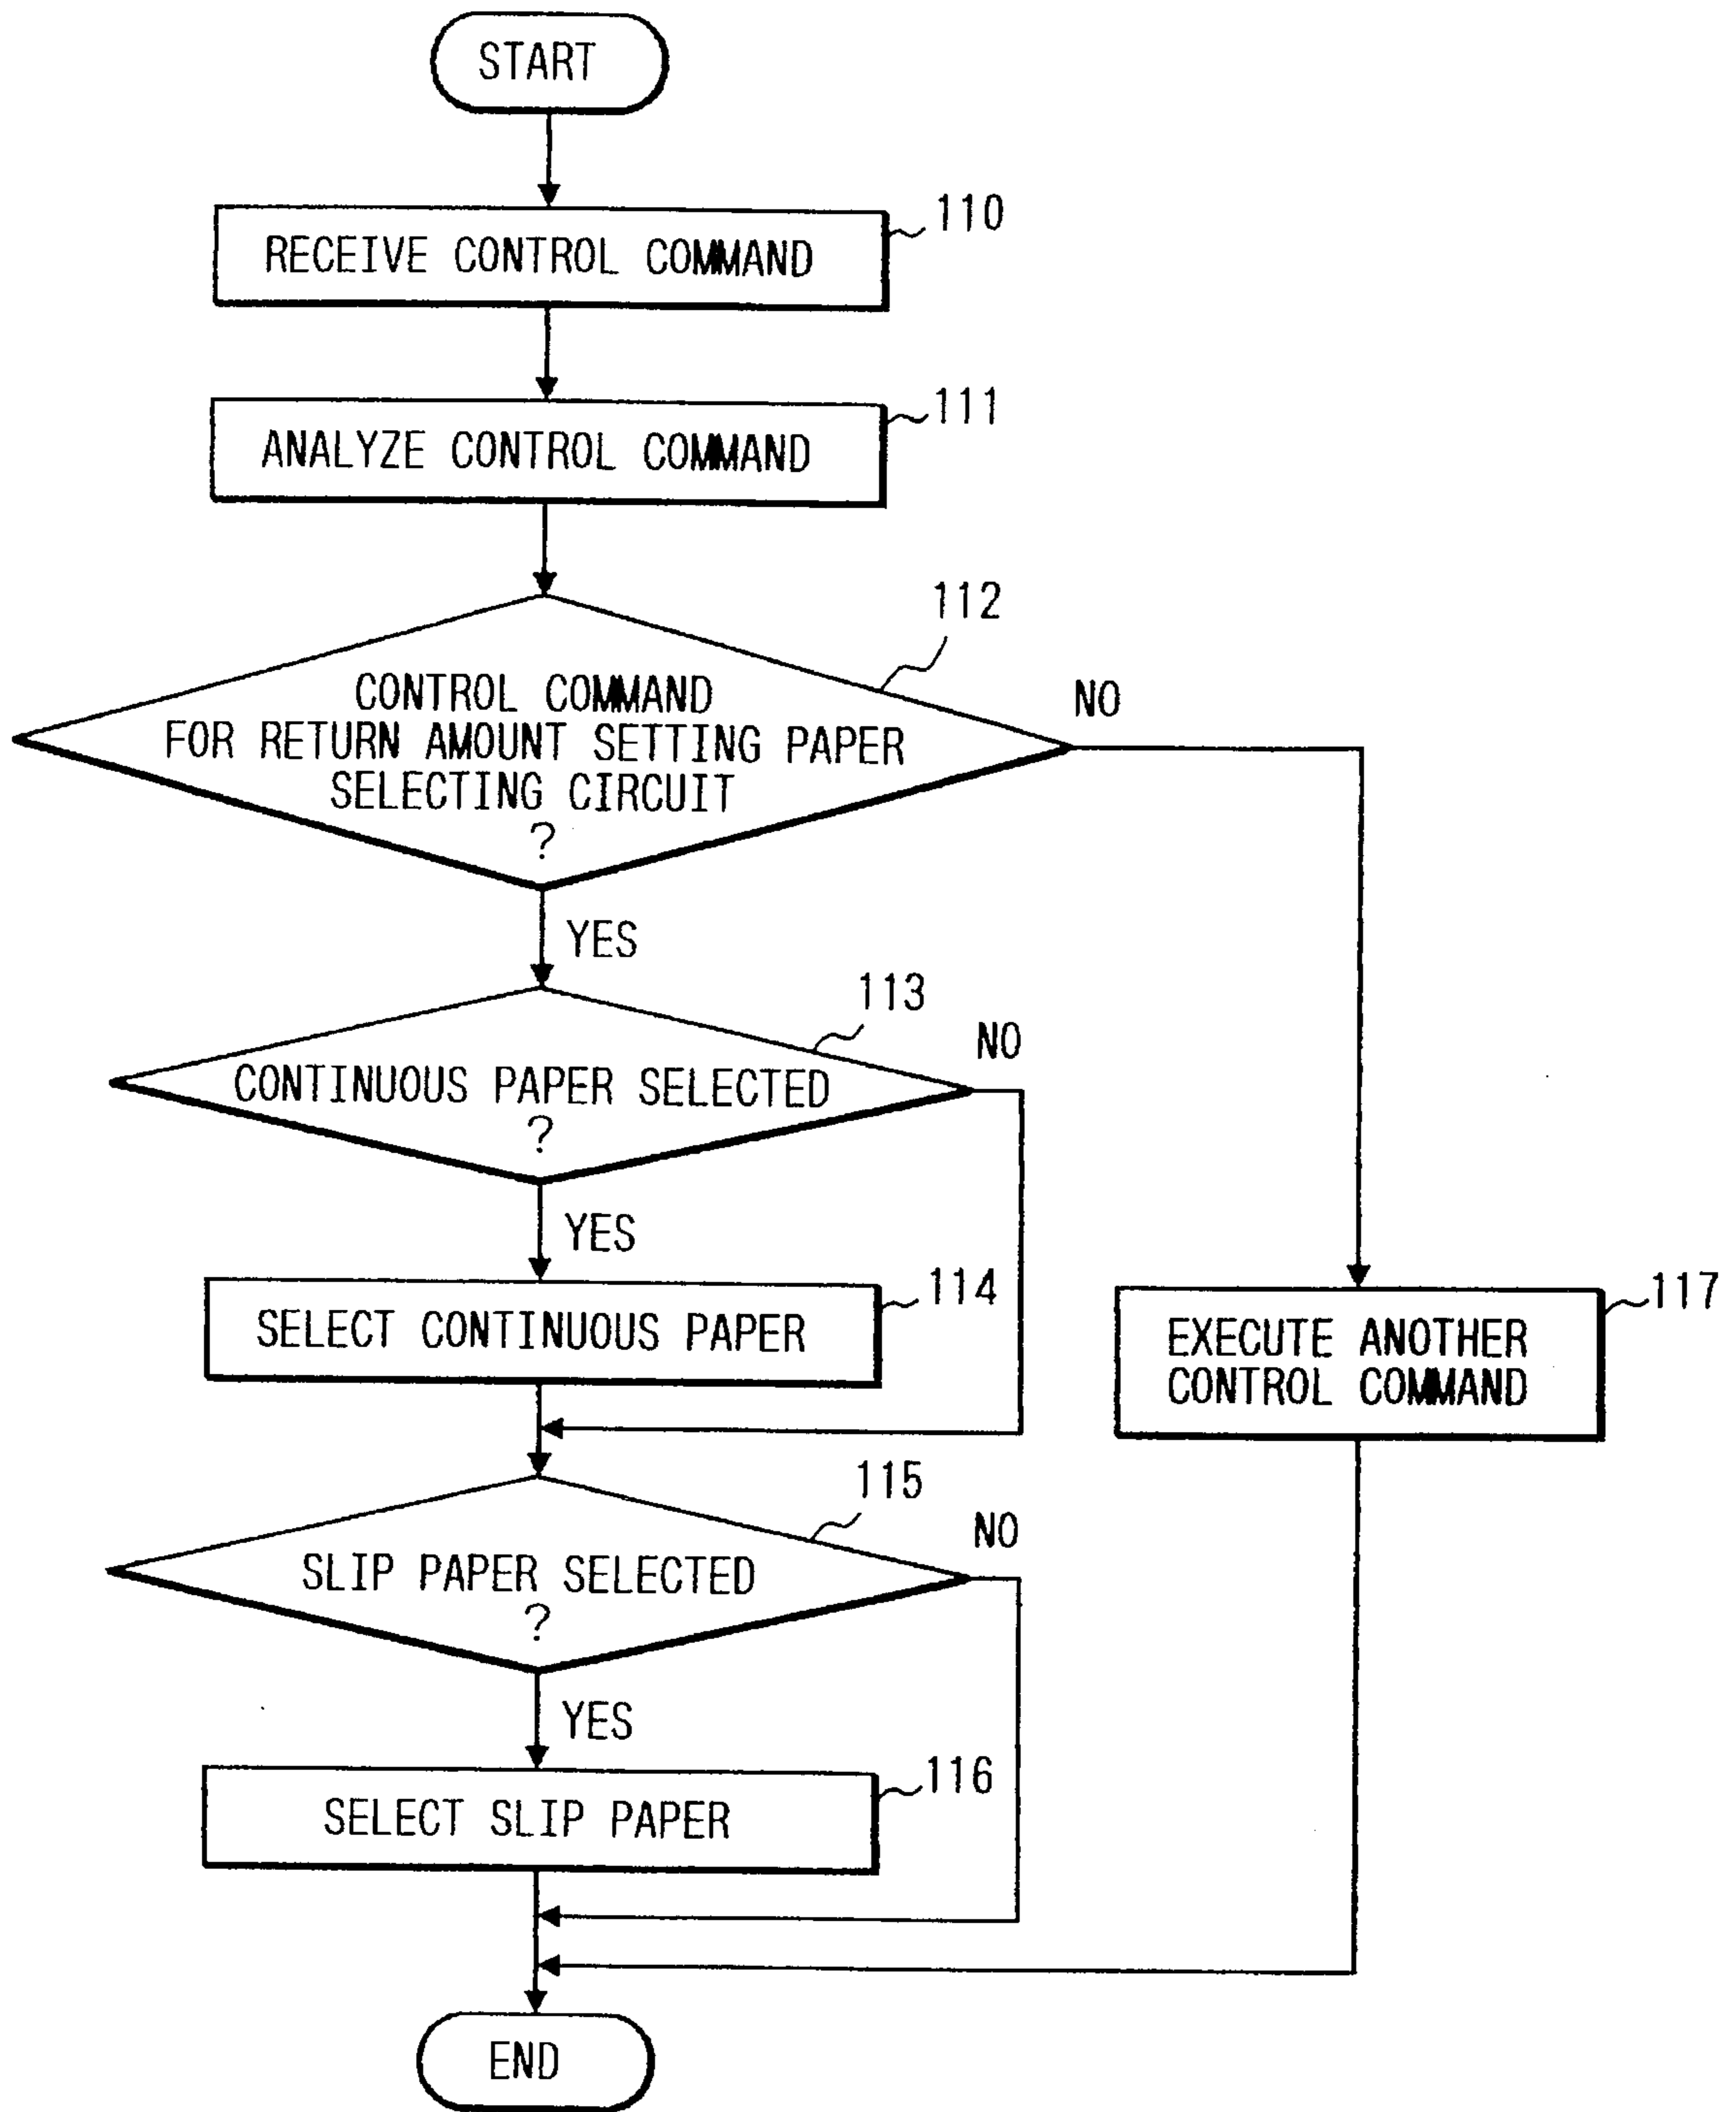 START
110
RECEIVE CONTROL COMMAND
111
ANALYZE CONTROL COMMAND
112
CONTROL COMMAND
FOR RETURN AMOUNT SETTING PAPER
SELECTING CIRCUIT
?
NO
YES
113
CONTINUOUS PAPER SELECTED
?
NO
YES
114
SELECT CONTINUOUS PAPER
117
EXECUTE ANOTHER
CONTROL COMMAND
115
SLIP PAPER SELECTED
?
NO
YES
116
SELECT SLIP PAPER
END